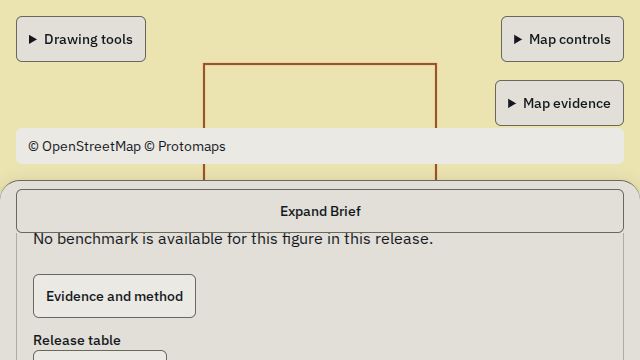 Drawing tools
Map controls
Map evidence
© OpenStreetMap © Protomaps
Expand Brief
No benchmark is available for this figure in this release.
Evidence and method
Release table